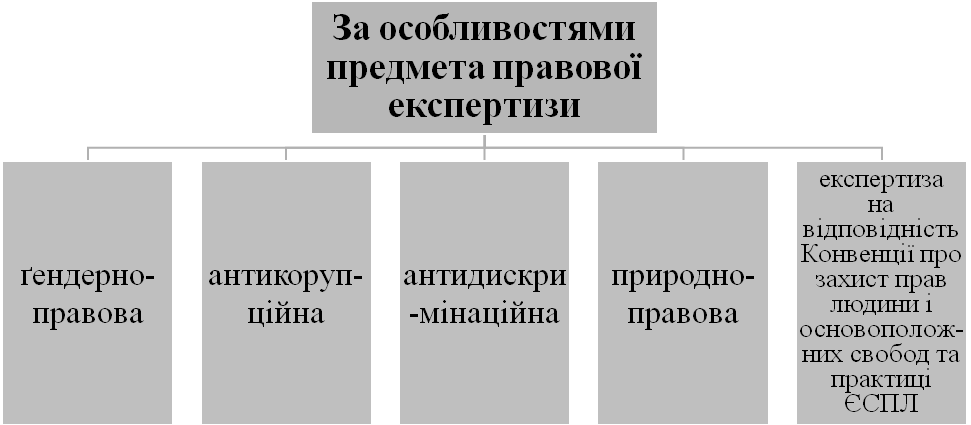 За особливостями
предмета правової
експертизи
ґендерно-
правова
антикоруп-
ційна
антидискри
-мінаційна
природно-
правова
експертиза
на
відповідність
Конвенції про
захист прав
людини і
основополож-
них свобод та
практиці
ЄСПЛ